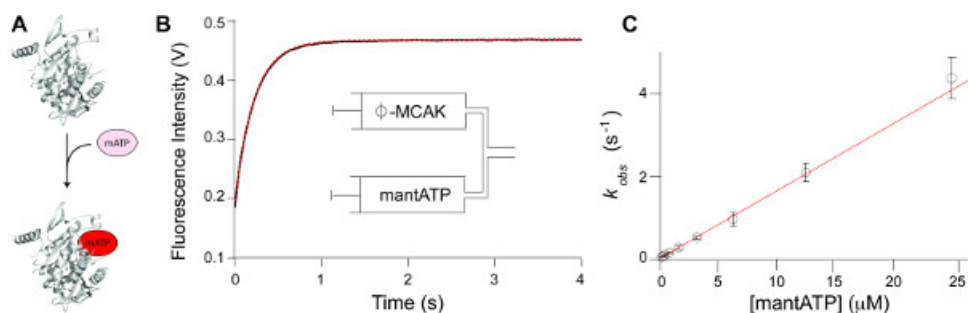 A
mATP
mATP
B
Fluorescence Intensity (V)
0.5
0.4
0.3
0.2
0.1
ϕ-MCAK
mantATP
0
1
2
3
4
Time (s)
C
k obs (s⁻¹)
4
2
0
0
5
10
15
20
25
[mantATP] (μM)